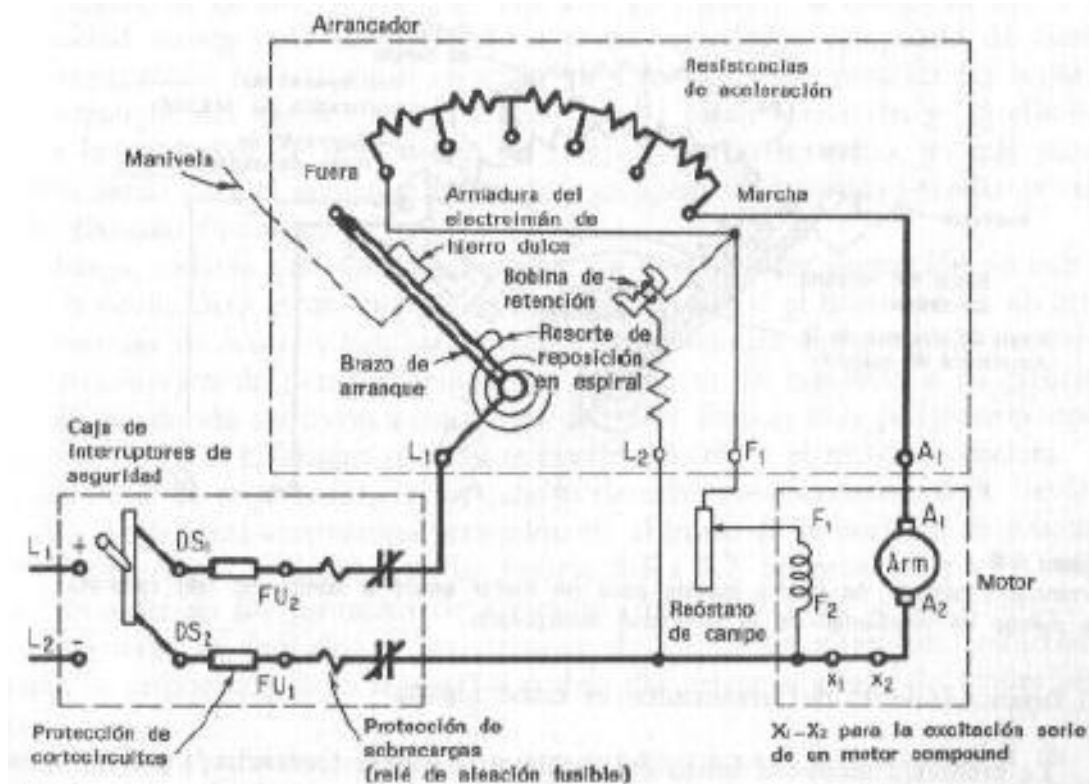 Arrancador
Resistencias
de aceleración
Manivela
Fuera
Armadura del
electreimán de
hierro dulce
Marcha
Bobina de
retención
Resorte de
reposición
en espiral
Brazo de
arranque
Caja de
interruptores de
seguridad
L₁
L₂
F₁
A₁
L₁
+
DS₁
FU₂
F₁
A₁
Arm
Motor
DS₂
F₂
A₂
Reóstato
de campo
L₂
-
FU₁
x₁
x₂
Protección de
cortocircuitos
Protección de
sobrecargas
(relé de aleación fusible)
X₁-X₂ para la excitación serie
de un motor compound